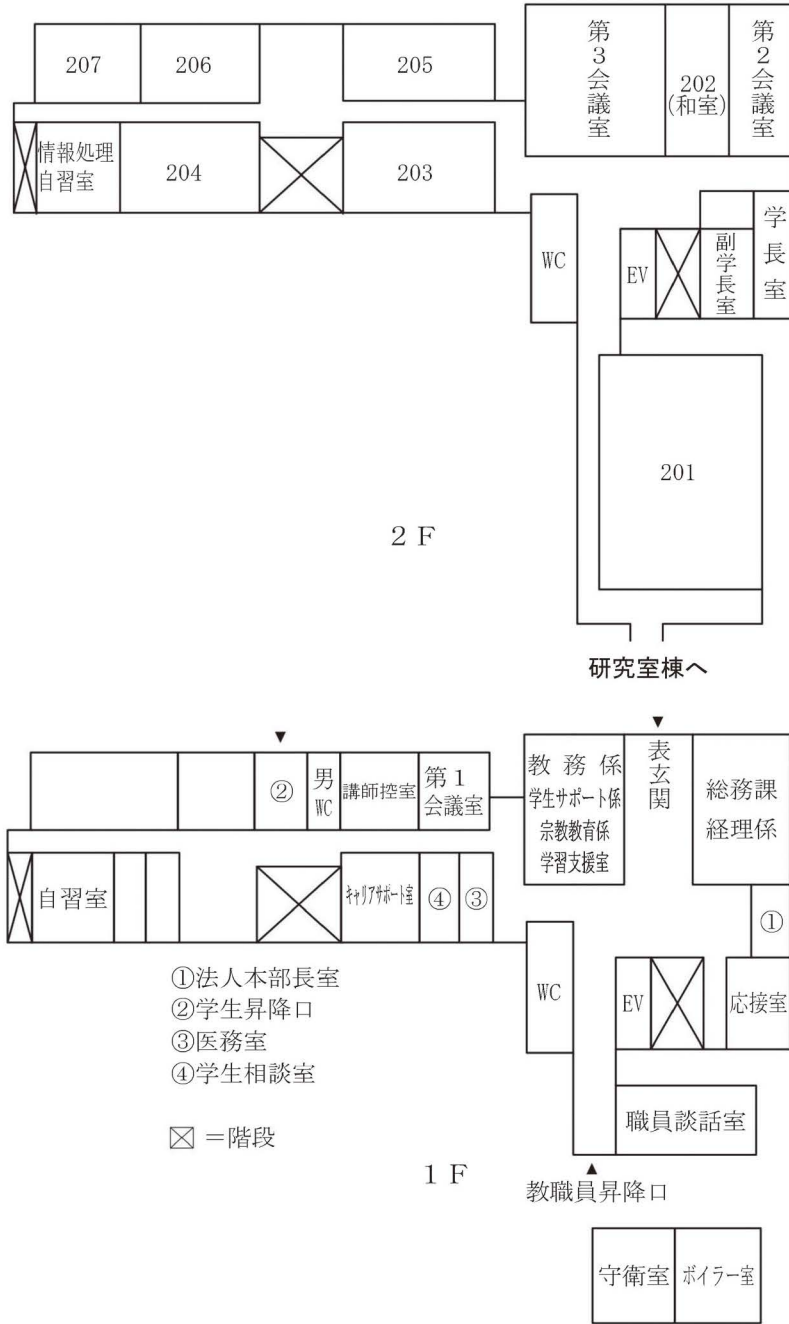 207
206
205
第3会議室
202
(和室)
第2会議室
情報処理
自習室
204
203
WC
EV
副学長室
学長室
201
2F
研究室棟へ
▼
▼
②
男
WC
講師控室
第1
会議室
教務係
学生サポート係
宗教教育係
学習支援室
表玄関
総務課
経理係
自習室
キャリアサポート室
④
③
①
WC
EV
応接室
①法人本部長室
②学生昇降口
③医務室
④学生相談室
=階段
職員談話室
1F
▲
教職員昇降口
守衛室
ボイラー室